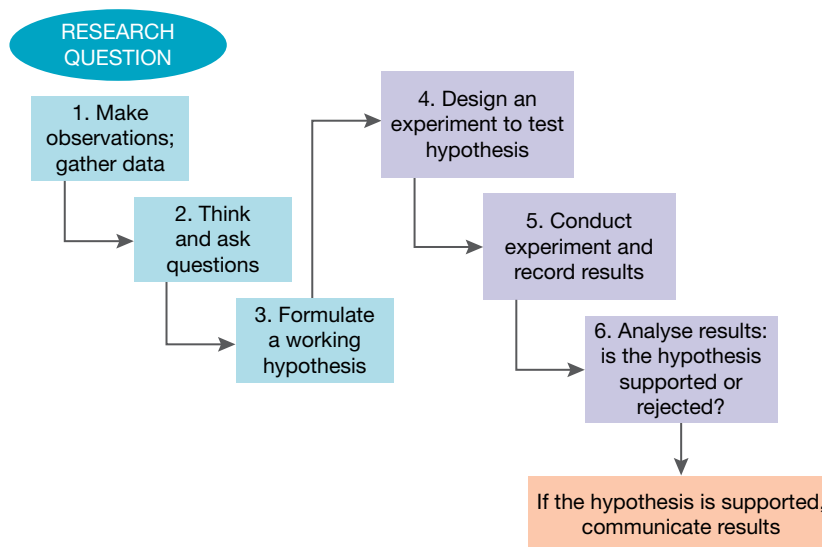 RESEARCH
QUESTION
1. Make
observations;
gather data
2. Think
and ask
questions
3. Formulate
a working
hypothesis
4. Design an
experiment to test
hypothesis
5. Conduct
experiment and
record results
6. Analyse results:
is the hypothesis
supported or
rejected?
If the hypothesis is supported,
communicate results